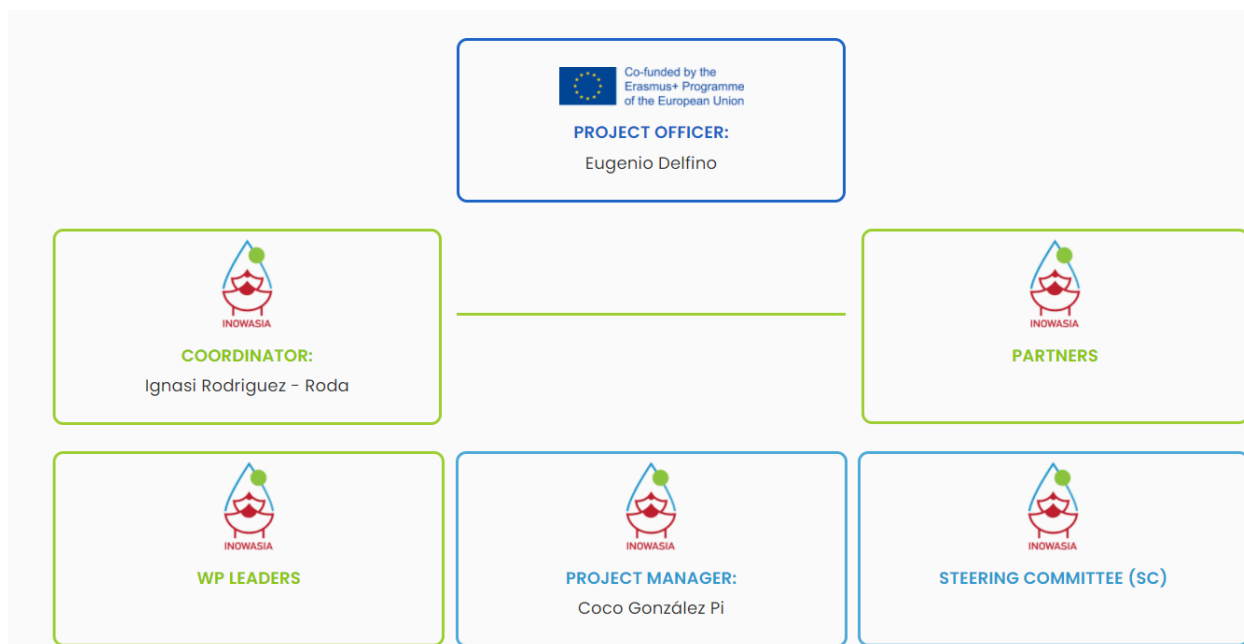 Co-funded by the
Erasmus+ Programme
of the European Union
PROJECT OFFICER:
Eugenio Delfino
INOWASIA
COORDINATOR:
Ignasi Rodriguez - Roda
INOWASIA
PARTNERS
INOWASIA
WP LEADERS
INOWASIA
PROJECT MANAGER:
Coco González Pi
INOWASIA
STEERING COMMITTEE (SC)